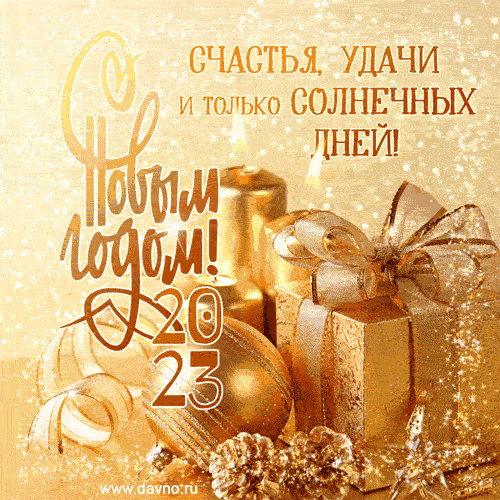 С Новым
годом!
20
23
СЧАСТЬЯ, УДАЧИ
И ТОЛЬКО СОЛНЕЧНЫХ
ДНЕЙ!
www.davno.ru